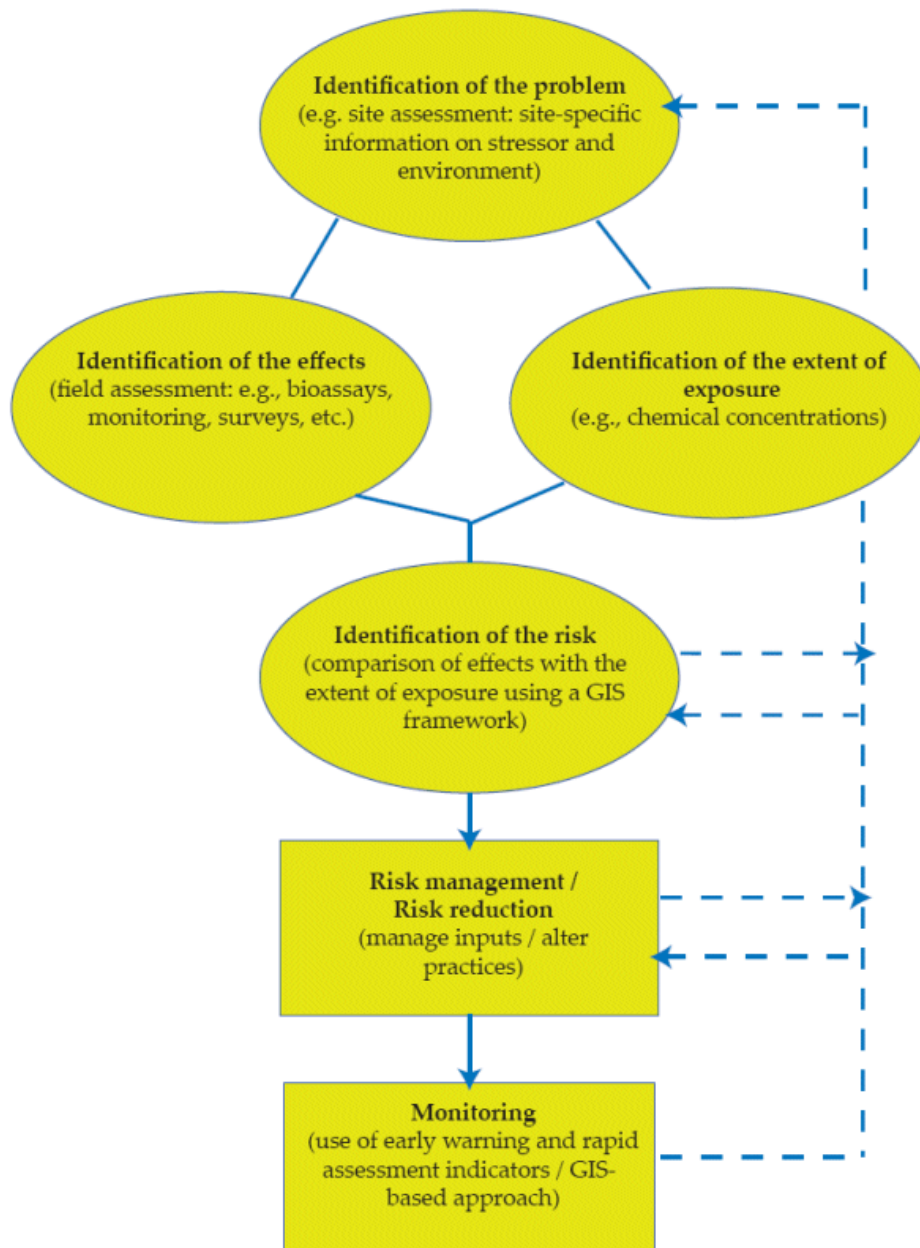 Identification of the problem
(e.g. site assessment: site-specific
information on stressor and
environment)
Identification of the effects
(field assessment: e.g., bioassays,
monitoring, surveys, etc.)
Identification of the extent of
exposure
(e.g., chemical concentrations)
Identification of the risk
(comparison of effects with the
extent of exposure using a GIS
framework)
Risk management /
Risk reduction
(manage inputs / alter
practices)
Monitoring
(use of early warning and rapid
assessment indicators / GIS-
based approach)